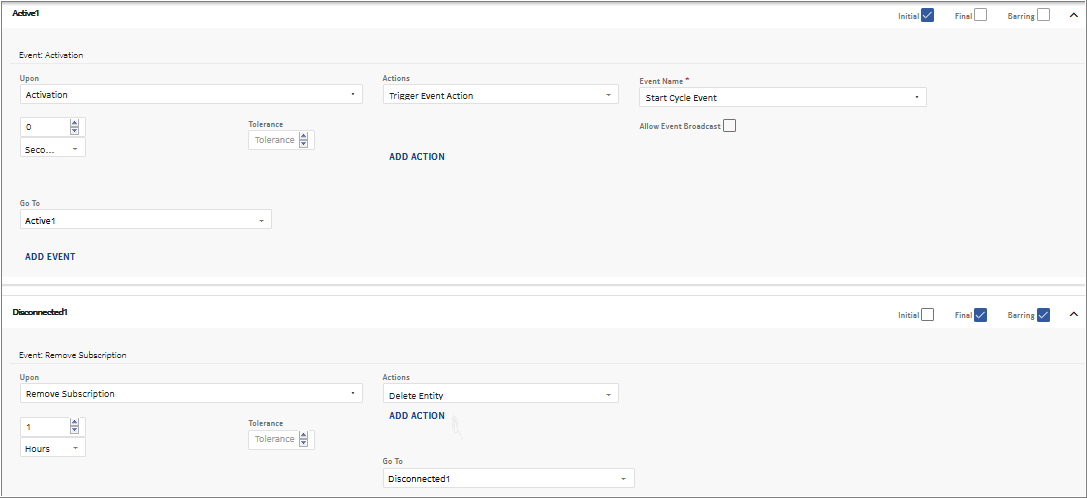 Active1 Initial Final Barring
Event: Activation
Upon Actions Event Name *
Activation Trigger Event Action Start Cycle Event
0 Tolerance Allow Event Broadcast
Seco... Tolerance
ADD ACTION
Go To
Active1
ADD EVENT
Disconnected1 Initial Final Barring
Event: Remove Subscription
Upon Actions
Remove Subscription Delete Entity
ADD ACTION
1 Tolerance
Hours Tolerance
Go To
Disconnected1